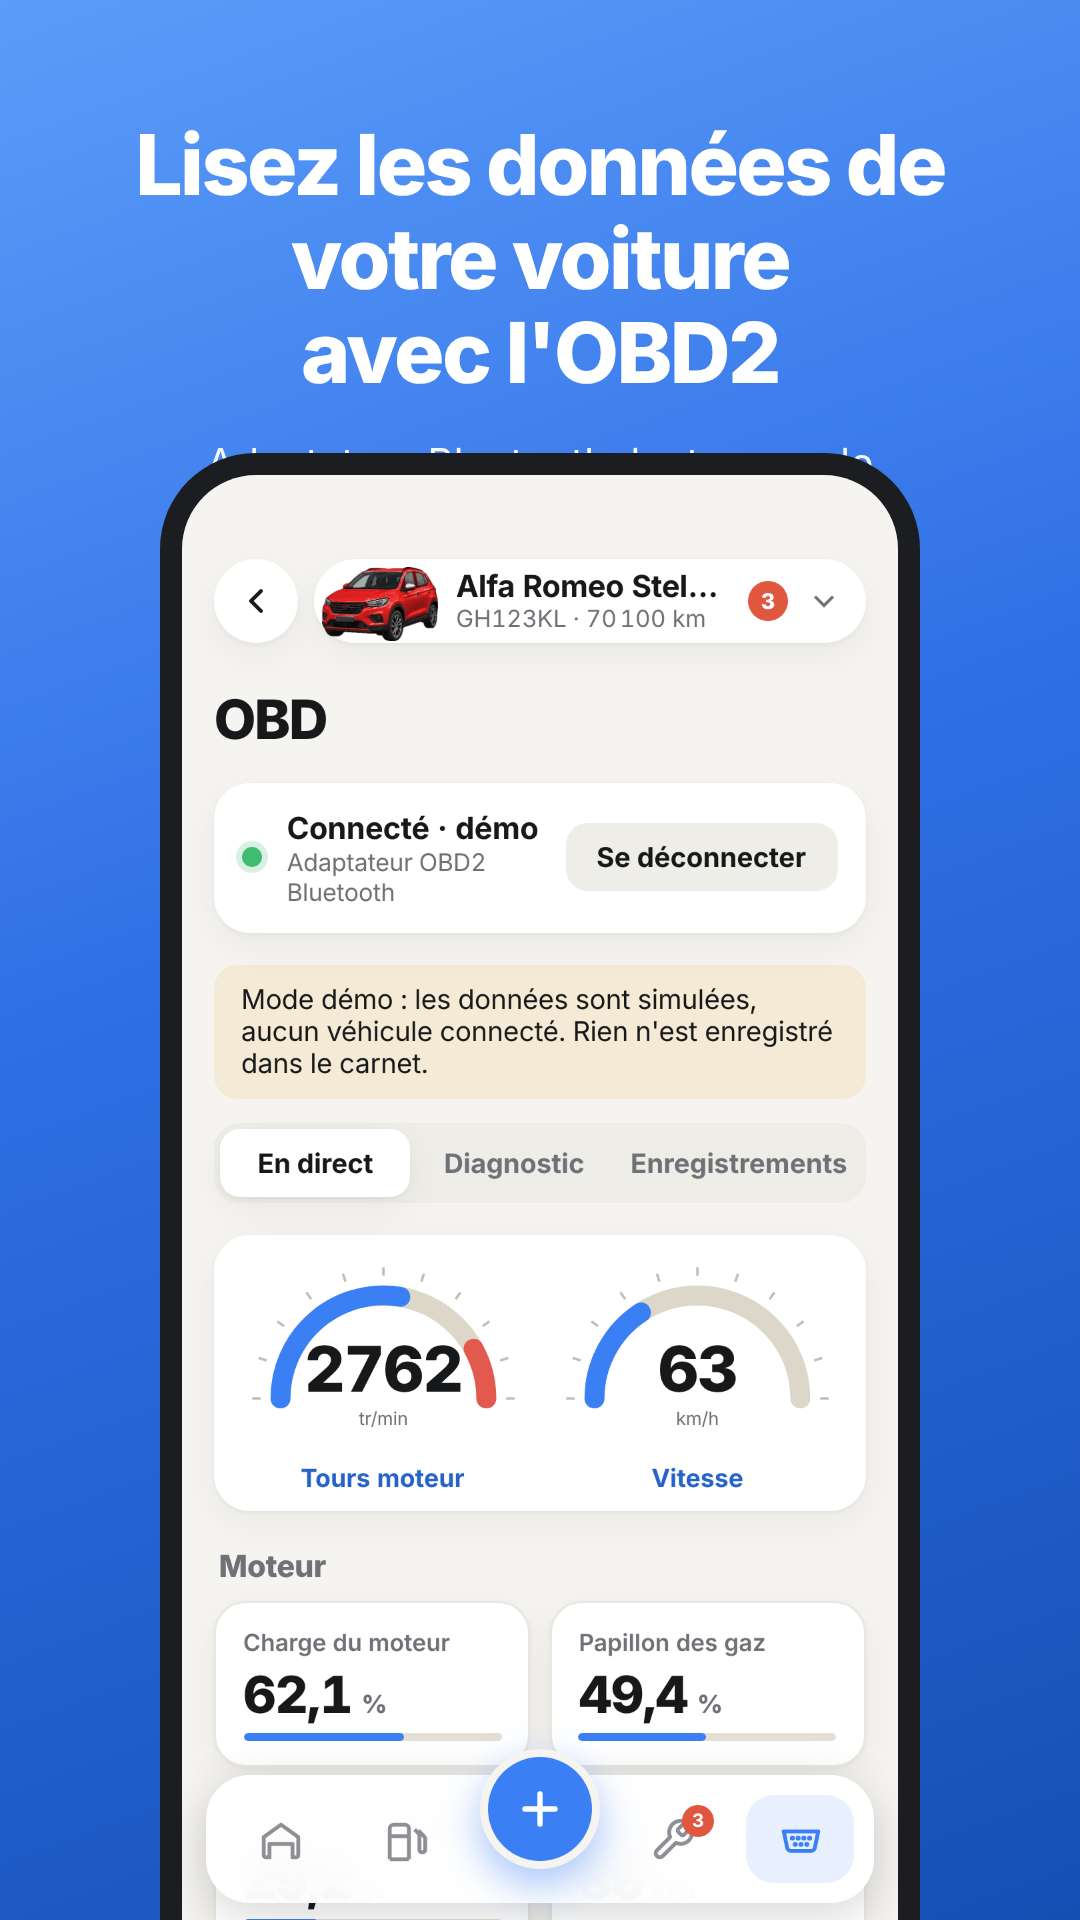 Lisez les données de
votre voiture
avec l'OBD2
Alfa Romeo Stel...
GH123KL · 70 100 km
3
OBD
Connecté · démo
Adaptateur OBD2
Bluetooth
Se déconnecter
Mode démo : les données sont simulées,
aucun véhicule connecté. Rien n'est enregistré
dans le carnet.
En direct
Diagnostic
Enregistrements
2762
tr/min
Tours moteur
63
km/h
Vitesse
Moteur
Charge du moteur
62,1 %
Papillon des gaz
49,4 %
3